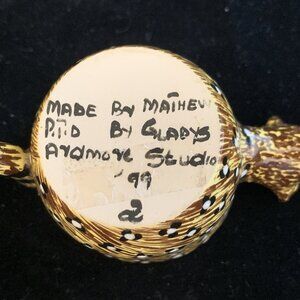 MADE By MATHEW
P.T.D By GLADYS
Ardmore Studio
'99
2